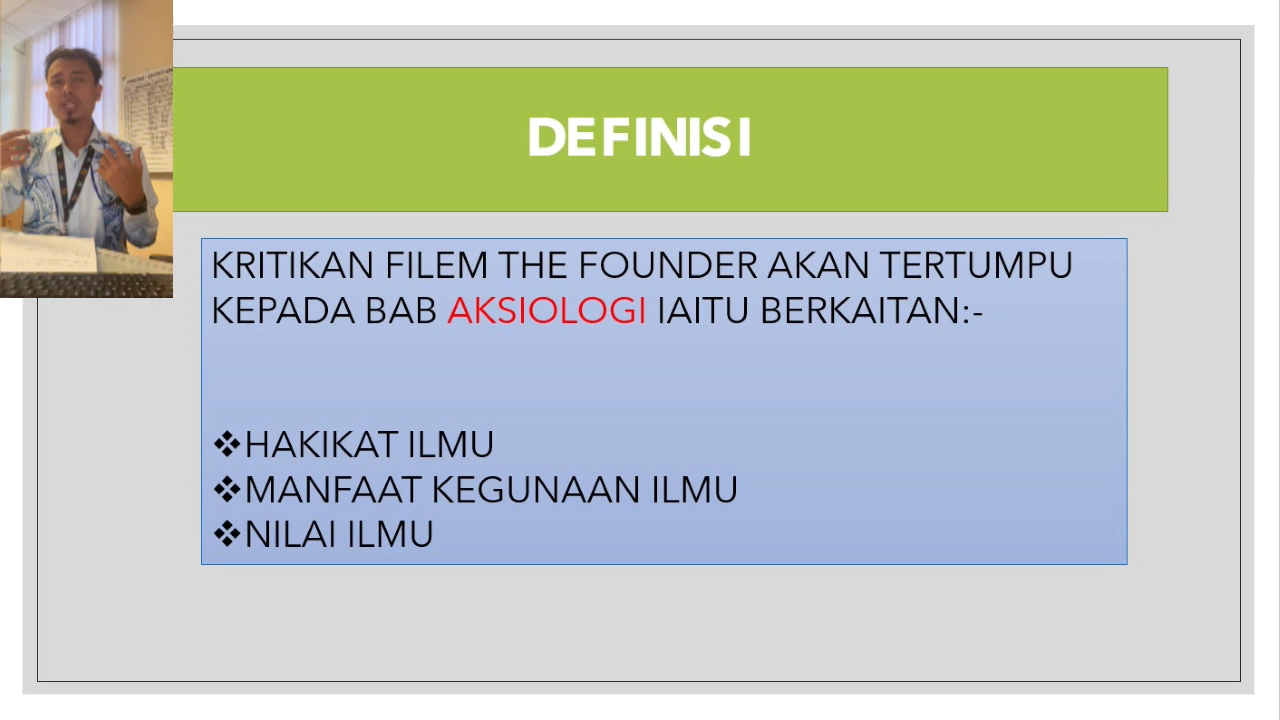 DEFINISI
KRITIKAN FILEM THE FOUNDER AKAN TERTUMPU
KEPADA BAB AKSIOLOGI IAITU BERKAITAN:-
❖HAKIKAT ILMU
❖MANFAAT KEGUNAAN ILMU
❖NILAI ILMU